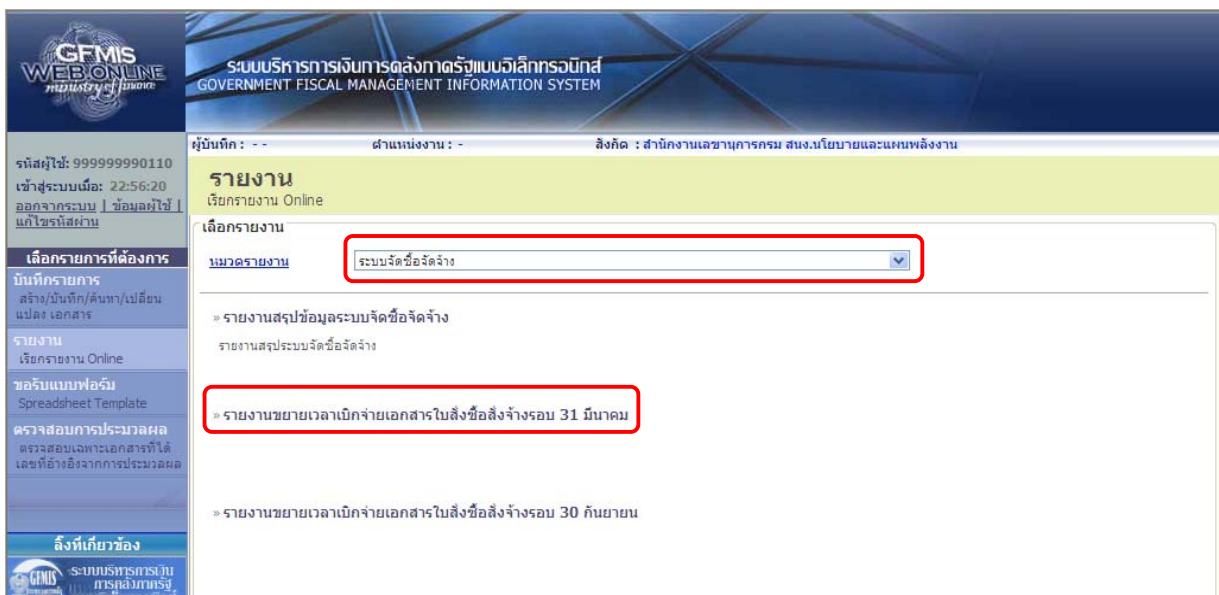 GFMIS
WEB ONLINE
ministry of finance
ระบบบริหารการเงินการคลังภาครัฐแบบอิเล็กทรอนิกส์
GOVERNMENT FISCAL MANAGEMENT INFORMATION SYSTEM
ผู้บันทึก : - - ตำแหน่งงาน : - สังกัด : สำนักงานเลขานุการกรม สนง.นโยบายและแผนพลังงาน
รหัสผู้ใช้: 999999990110
เข้าสู่ระบบเมื่อ: 22:56:20
ออกจากระบบ | ข้อมูลผู้ใช้ |
แก้ไขรหัสผ่าน
รายงาน
เรียกรายงาน Online
เลือกรายงาน
หมวดรายงาน ระบบจัดซื้อจัดจ้าง
» รายงานสรุปข้อมูลระบบจัดซื้อจัดจ้าง
รายงานสรุประบบจัดซื้อจัดจ้าง
» รายงานขยายเวลาเบิกจ่ายเอกสารใบสั่งซื้อสั่งจ้างรอบ 31 มีนาคม
» รายงานขยายเวลาเบิกจ่ายเอกสารใบสั่งซื้อสั่งจ้างรอบ 30 กันยายน
เลือกรายการที่ต้องการ
บันทึกรายการ
สร้าง/บันทึก/ค้นหา/เปลี่ยน
แปลง เอกสาร
รายงาน
เรียกรายงาน Online
ขอรับแบบฟอร์ม
Spreadsheet Template
ตรวจสอบการประมวลผล
ตรวจสอบเฉพาะเอกสารที่ได้
เลขที่อ้างอิงจากการประมวลผล
ลิ้งที่เกี่ยวข้อง
GFMIS
ระบบบริหารการเงิน
การคลังภาครัฐ